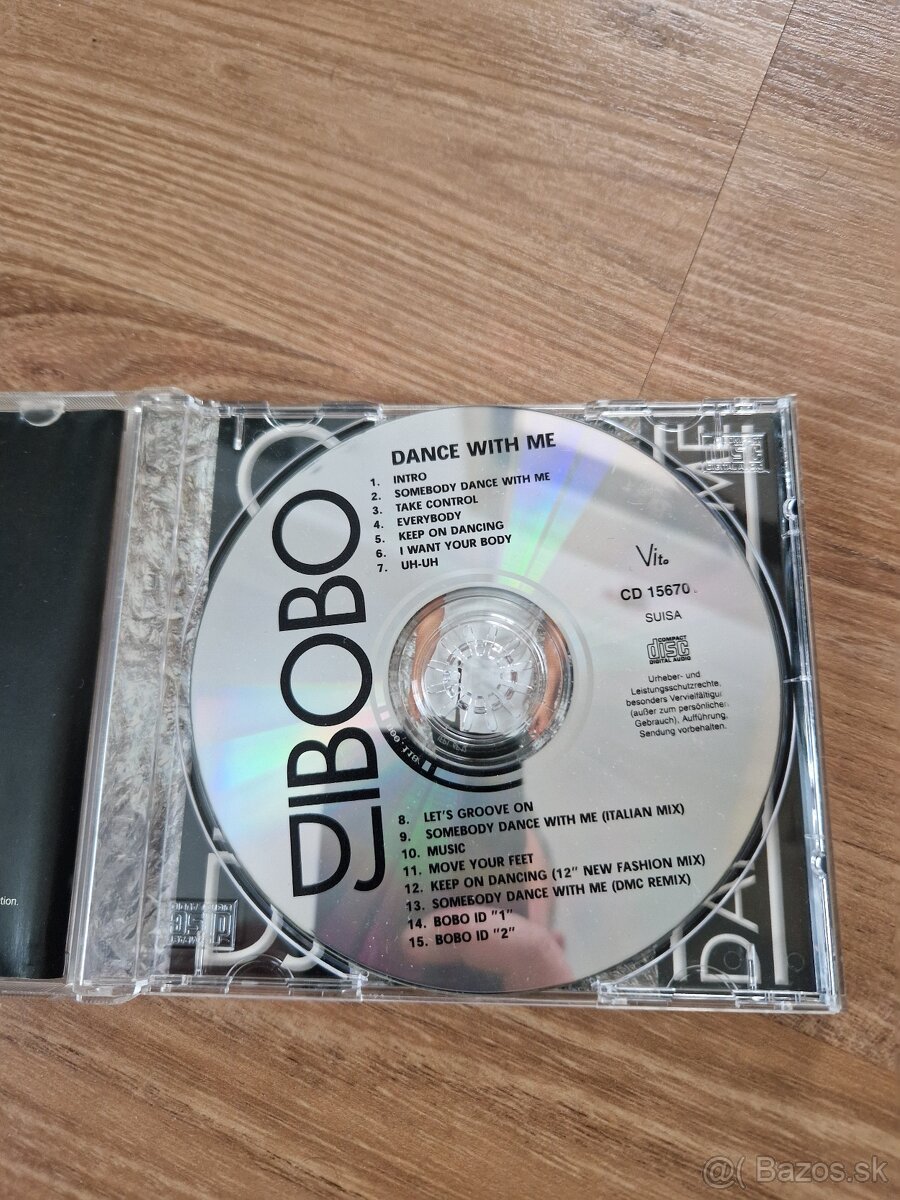 DANCE WITH ME
1. INTRO
2. SOMEBODY DANCE WITH ME
3. TAKE CONTROL
4. EVERYBODY
5. KEEP ON DANCING
6. I WANT YOUR BODY
7. UH-UH
DJ BOBO
Vito
CD 15670
SUISA
COMPACT
disc
DIGITAL AUDIO
Urheber- und
Leistungsschutzrechte,
besonders Vervielfältigu
(außer zum persönlicher
Gebrauch), Aufführung,
Sendung vorbehalten.
8. LET'S GROOVE ON
9. SOMEBODY DANCE WITH ME (ITALIAN MIX)
10. MUSIC
11. MOVE YOUR FEET
12. KEEP ON DANCING (12" NEW FASHION MIX)
13. SOMEBODY DANCE WITH ME (DMC REMIX)
14. BOBO ID "1"
15. BOBO ID "2"
DIGITAL AUDIO
tion.
@( Bazos.sk